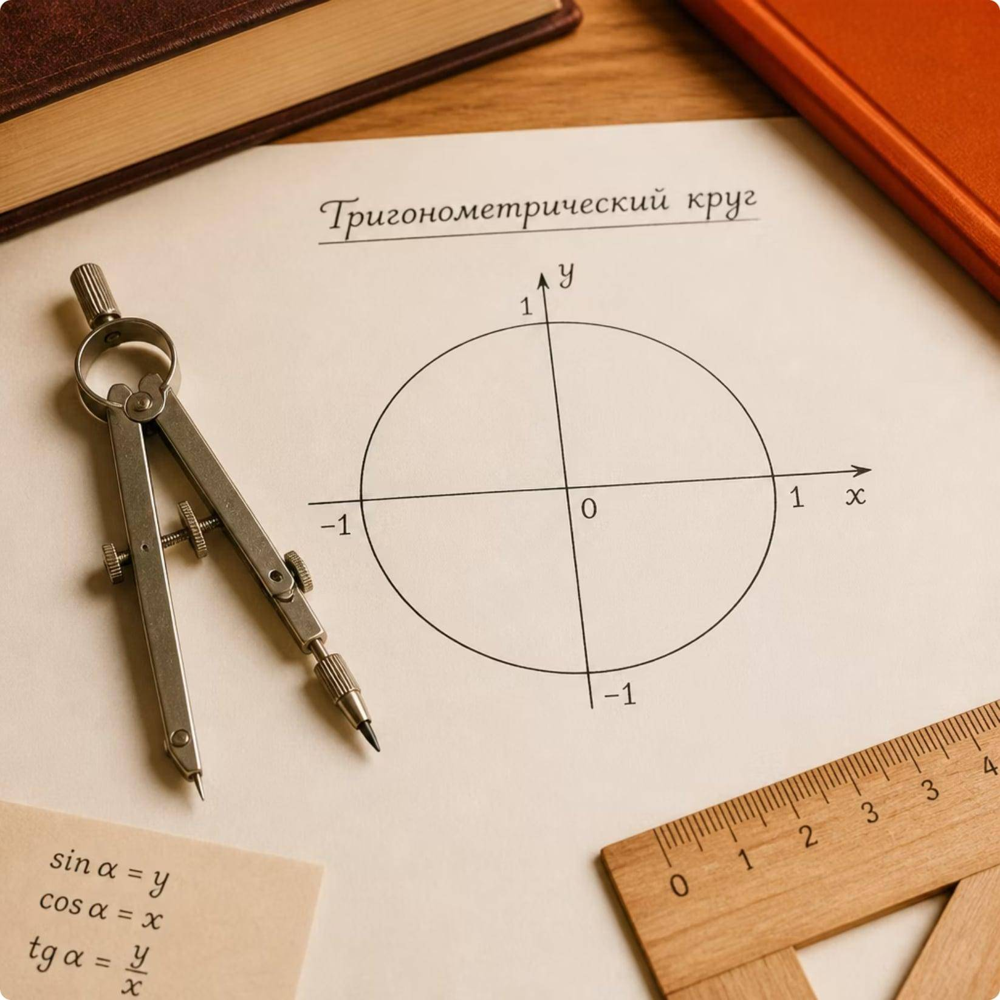 Тригонометрический круг
y
1
-1
0
1
x
-1
sin α = y
cos α = x
tg α = y/x
0 1 2 3 3 4